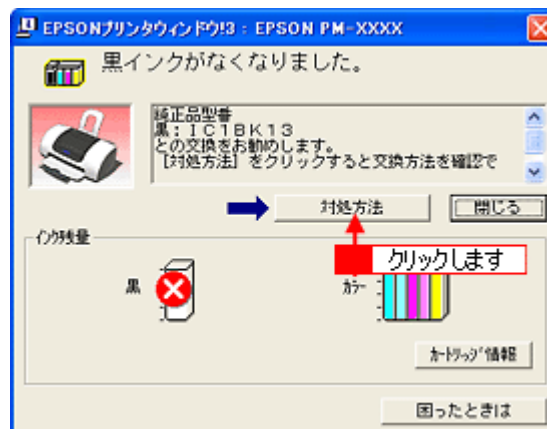 EPSONプリンタウィンドウ!3 : EPSON PM-XXXX
黒インクがなくなりました。
純正品型番
黒：IC1BK13
との交換をお勧めします。
[対処方法] をクリックすると交換方法を確認で
対処方法
閉じる
クリックします
インク残量
黒
カラー
カートリッジ情報
困ったときは